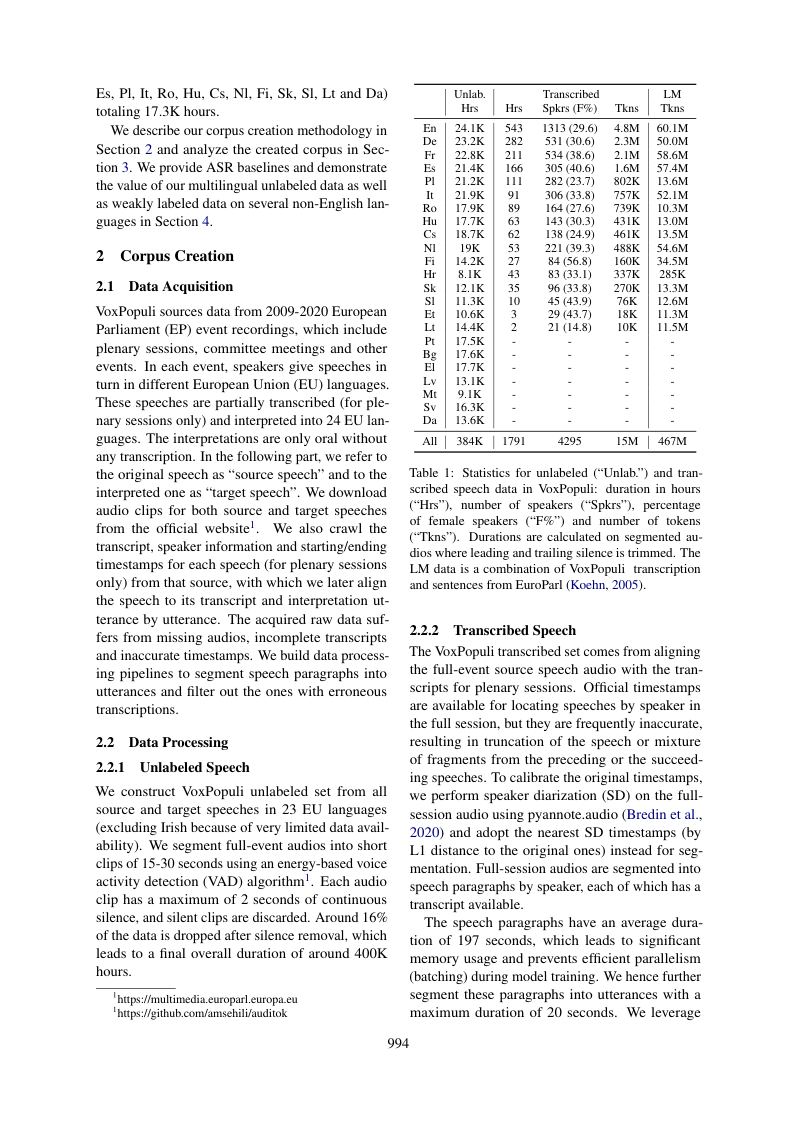 Es, Pl, It, Ro, Hu, Cs, Nl, Fi, Sk, Sl, Lt and Da)
totaling 17.3K hours.
We describe our corpus creation methodology in
Section 2 and analyze the created corpus in Sec-
tion 3. We provide ASR baselines and demonstrate
the value of our multilingual unlabeled data as well
as weakly labeled data on several non-English lan-
guages in Section 4.
2 Corpus Creation
2.1 Data Acquisition
VoxPopuli sources data from 2009-2020 European
Parliament (EP) event recordings, which include
plenary sessions, committee meetings and other
events. In each event, speakers give speeches in
turn in different European Union (EU) languages.
These speeches are partially transcribed (for ple-
nary sessions only) and interpreted into 24 EU lan-
guages. The interpretations are only oral without
any transcription. In the following part, we refer to
the original speech as “source speech” and to the
interpreted one as “target speech”. We download
audio clips for both source and target speeches
from the official website1. We also crawl the
transcript, speaker information and starting/ending
timestamps for each speech (for plenary sessions
only) from that source, with which we later align
the speech to its transcript and interpretation ut-
terance by utterance. The acquired raw data suf-
fers from missing audios, incomplete transcripts
and inaccurate timestamps. We build data process-
ing pipelines to segment speech paragraphs into
utterances and filter out the ones with erroneous
transcriptions.
2.2 Data Processing
2.2.1 Unlabeled Speech
We construct VoxPopuli unlabeled set from all
source and target speeches in 23 EU languages
(excluding Irish because of very limited data avail-
ability). We segment full-event audios into short
clips of 15-30 seconds using an energy-based voice
activity detection (VAD) algorithm1. Each audio
clip has a maximum of 2 seconds of continuous
silence, and silent clips are discarded. Around 16%
of the data is dropped after silence removal, which
leads to a final overall duration of around 400K
hours.
1https://multimedia.europarl.europa.eu
1https://github.com/amsehili/auditok
Unlab. Transcribed LM
Hrs Hrs Spkrs (F%) Tkns Tkns
En 24.1K 543 1313 (29.6) 4.8M 60.1M
De 23.2K 282 531 (30.6) 2.3M 50.0M
Fr 22.8K 211 534 (38.6) 2.1M 58.6M
Es 21.4K 166 305 (40.6) 1.6M 57.4M
Pl 21.2K 111 282 (23.7) 802K 13.6M
It 21.9K 91 306 (33.8) 757K 52.1M
Ro 17.9K 89 164 (27.6) 739K 10.3M
Hu 17.7K 63 143 (30.3) 431K 13.0M
Cs 18.7K 62 138 (24.9) 461K 13.5M
Nl 19K 53 221 (39.3) 488K 54.6M
Fi 14.2K 27 84 (56.8) 160K 34.5M
Hr 8.1K 43 83 (33.1) 337K 285K
Sk 12.1K 35 96 (33.8) 270K 13.3M
Sl 11.3K 10 45 (43.9) 76K 12.6M
Et 10.6K 3 29 (43.7) 18K 11.3M
Lt 14.4K 2 21 (14.8) 10K 11.5M
Pt 17.5K - - - -
Bg 17.6K - - - -
El 17.7K - - - -
Lv 13.1K - - - -
Mt 9.1K - - - -
Sv 16.3K - - - -
Da 13.6K - - - -
All 384K 1791 4295 15M 467M
Table 1: Statistics for unlabeled (“Unlab.”) and tran-
scribed speech data in VoxPopuli: duration in hours
(“Hrs”), number of speakers (“Spkrs”), percentage
of female speakers (“F%”) and number of tokens
(“Tkns”). Durations are calculated on segmented au-
dios where leading and trailing silence is trimmed. The
LM data is a combination of VoxPopuli transcription
and sentences from EuroParl (Koehn, 2005).
2.2.2 Transcribed Speech
The VoxPopuli transcribed set comes from aligning
the full-event source speech audio with the tran-
scripts for plenary sessions. Official timestamps
are available for locating speeches by speaker in
the full session, but they are frequently inaccurate,
resulting in truncation of the speech or mixture
of fragments from the preceding or the succeed-
ing speeches. To calibrate the original timestamps,
we perform speaker diarization (SD) on the full-
session audio using pyannote.audio (Bredin et al.,
2020) and adopt the nearest SD timestamps (by
L1 distance to the original ones) instead for seg-
mentation. Full-session audios are segmented into
speech paragraphs by speaker, each of which has a
transcript available.
The speech paragraphs have an average dura-
tion of 197 seconds, which leads to significant
memory usage and prevents efficient parallelism
(batching) during model training. We hence further
segment these paragraphs into utterances with a
maximum duration of 20 seconds. We leverage
994